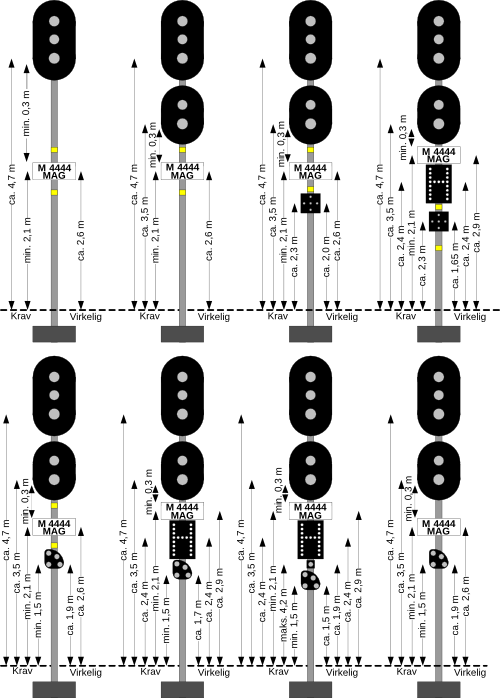 min. 0,3 m
M 4444
MAG
ca. 4,7 m
min. 2,1 m
ca. 2,6 m
Krav
Virkelig
min. 0,3 m
M 4444
MAG
ca. 4,7 m
ca. 3,5 m
min. 2,1 m
ca. 2,6 m
Krav
Virkelig
min. 0,3 m
M 4444
MAG
ca. 4,7 m
ca. 3,5 m
min. 2,1 m
ca. 2,3 m
ca. 2,0 m
ca. 2,6 m
Krav
Virkelig
min. 0,3 m
M 4444
MAG
ca. 4,7 m
ca. 3,5 m
ca. 2,4 m
min. 2,1 m
ca. 2,3 m
ca. 1,65 m
ca. 2,4 m
ca. 2,9 m
Krav
Virkelig
min. 0,3 m
M 4444
MAG
ca. 4,7 m
ca. 3,5 m
min. 2,1 m
min. 1,5 m
ca. 1,9 m
ca. 2,6 m
Krav
Virkelig
min. 0,3 m
M 4444
MAG
ca. 4,7 m
ca. 3,5 m
ca. 2,4 m
min. 2,1 m
min. 1,5 m
ca. 1,7 m
ca. 2,4 m
ca. 2,9 m
Krav
Virkelig
min. 0,3 m
M 4444
MAG
ca. 4,7 m
ca. 3,5 m
ca. 2,4 m
min. 2,1 m
maks. 4,2 m
min. 1,5 m
ca. 1,5 m
ca. 1,9 m
ca. 2,4 m
ca. 2,9 m
Krav
Virkelig
min. 0,3 m
M 4444
MAG
ca. 4,7 m
ca. 3,5 m
min. 2,1 m
min. 1,5 m
ca. 1,9 m
ca. 2,6 m
Krav
Virkelig